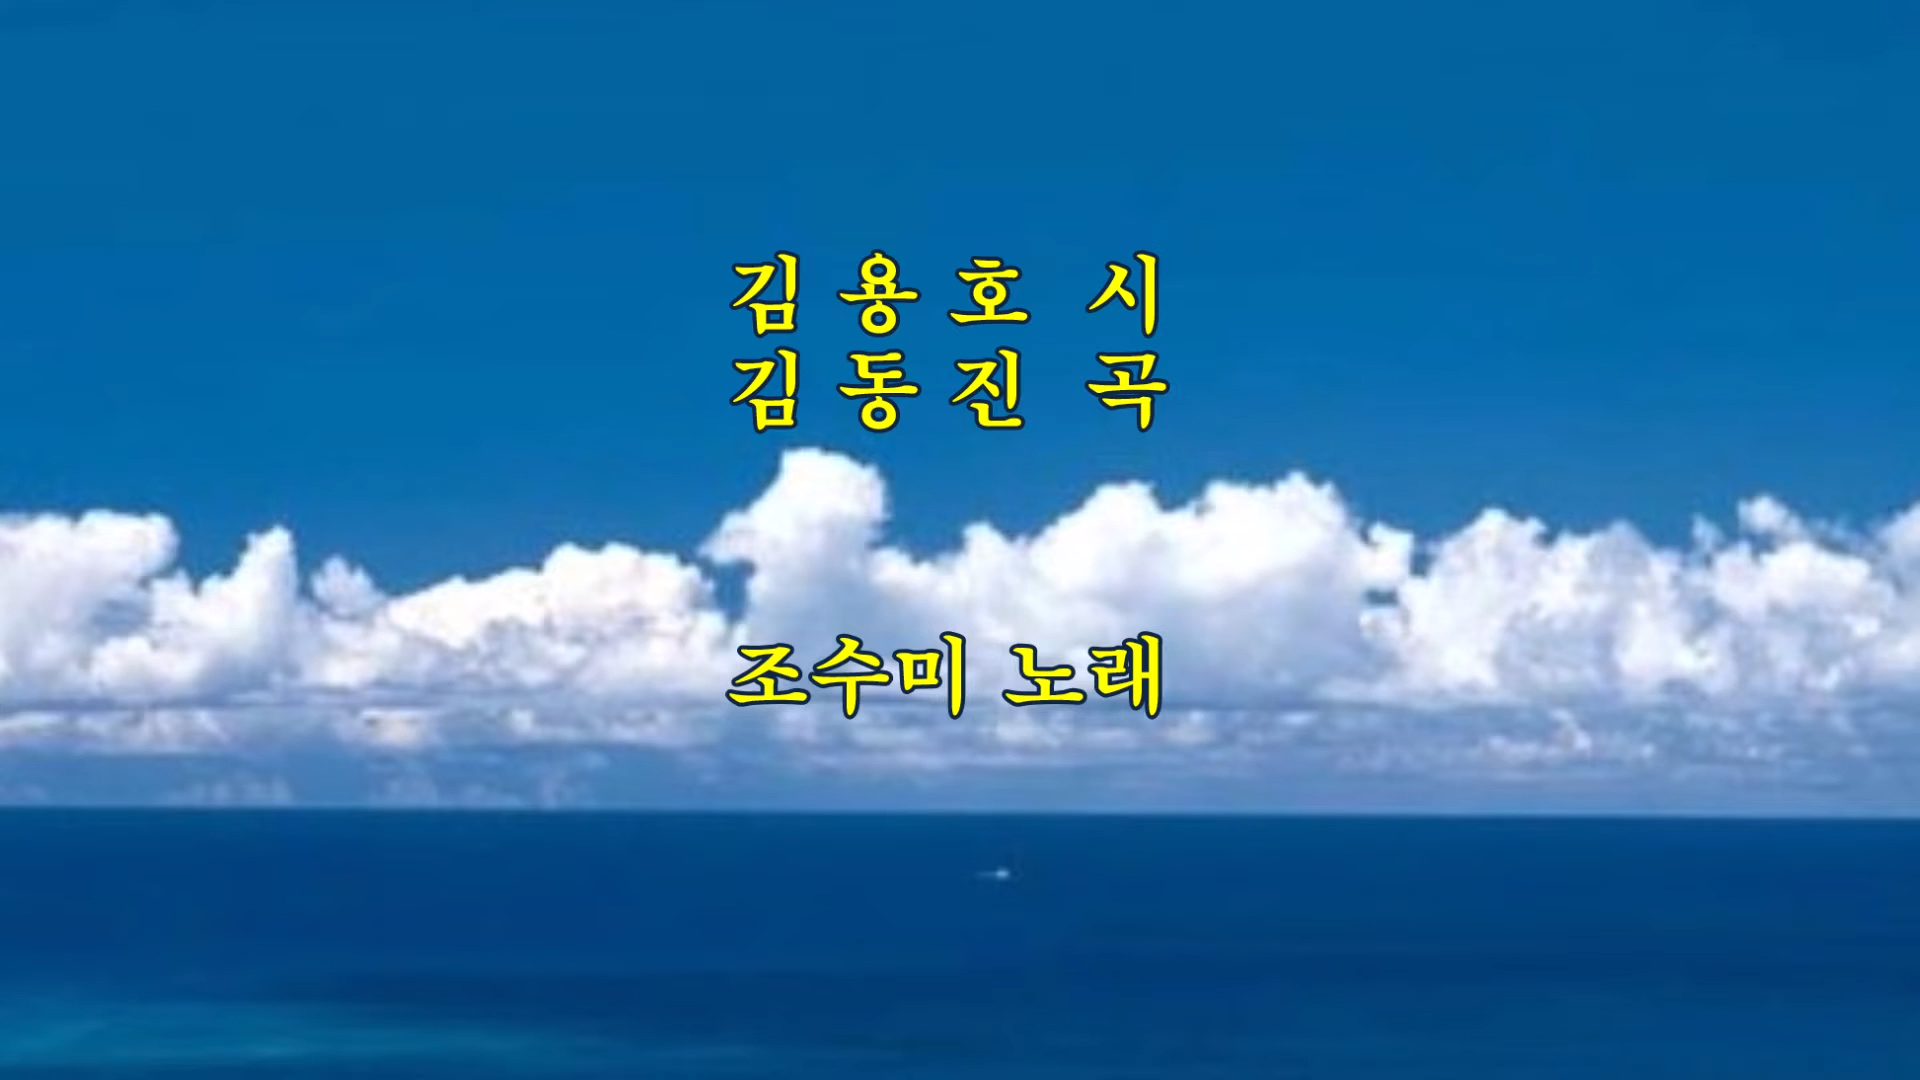 김 용 호 시
김 동 진 곡
조수미 노래